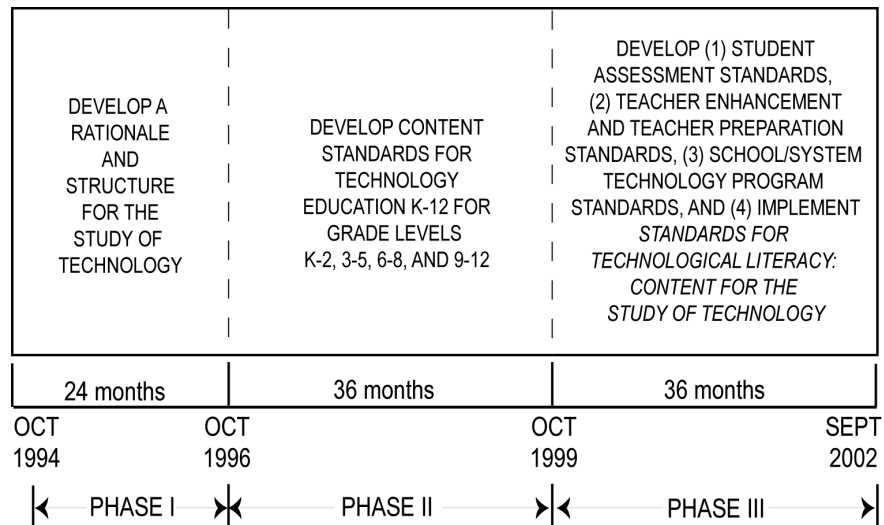 DEVELOP A
RATIONALE
AND
STRUCTURE
FOR THE
STUDY OF
TECHNOLOGY
DEVELOP CONTENT
STANDARDS FOR
TECHNOLOGY
EDUCATION K-12 FOR
GRADE LEVELS
K-2, 3-5, 6-8, AND 9-12
DEVELOP (1) STUDENT
ASSESSMENT STANDARDS,
(2) TEACHER ENHANCEMENT
AND TEACHER PREPARATION
STANDARDS, (3) SCHOOL/SYSTEM
TECHNOLOGY PROGRAM
STANDARDS, AND (4) IMPLEMENT
STANDARDS FOR
TECHNOLOGICAL LITERACY:
CONTENT FOR THE
STUDY OF TECHNOLOGY
24 months
36 months
36 months
OCT
1994
OCT
1996
OCT
1999
SEPT
2002
PHASE I
PHASE II
PHASE III